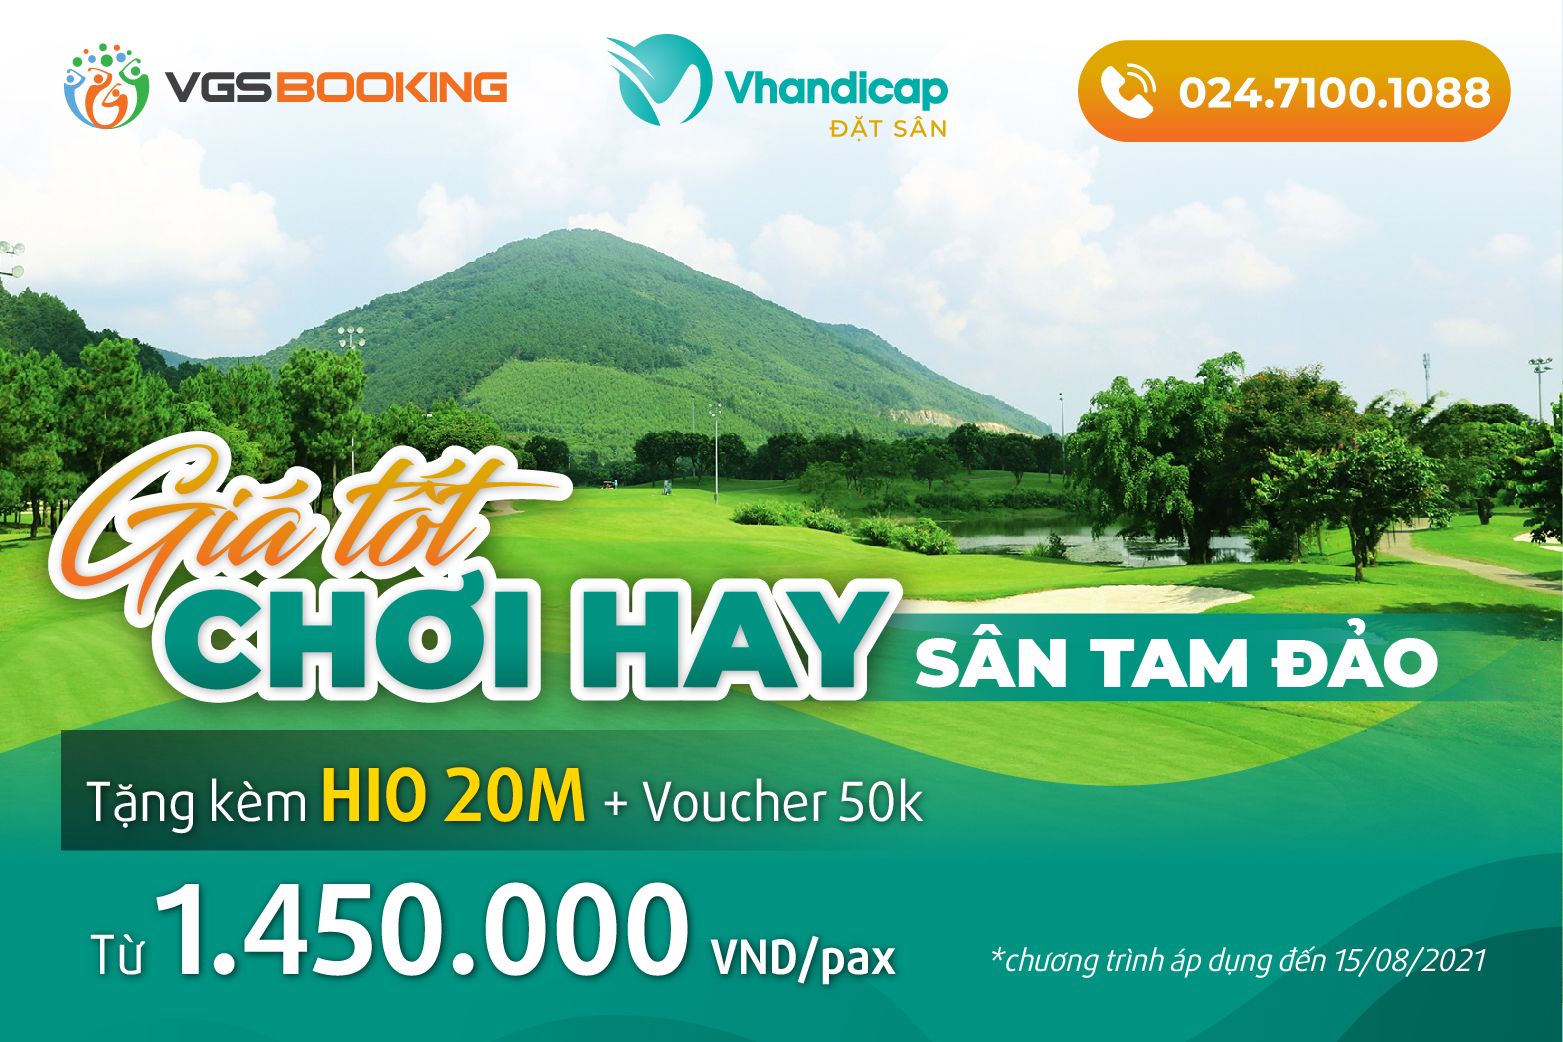 VGSBOOKING
Vhandicap
ĐẶT SÂN
024.7100.1088
Giá tốt
CHƠI HAY
SÂN TAM ĐẢO
Tặng kèm HIO 20M + Voucher 50k
Từ 1.450.000 VND/pax
*chương trình áp dụng đến 15/08/2021